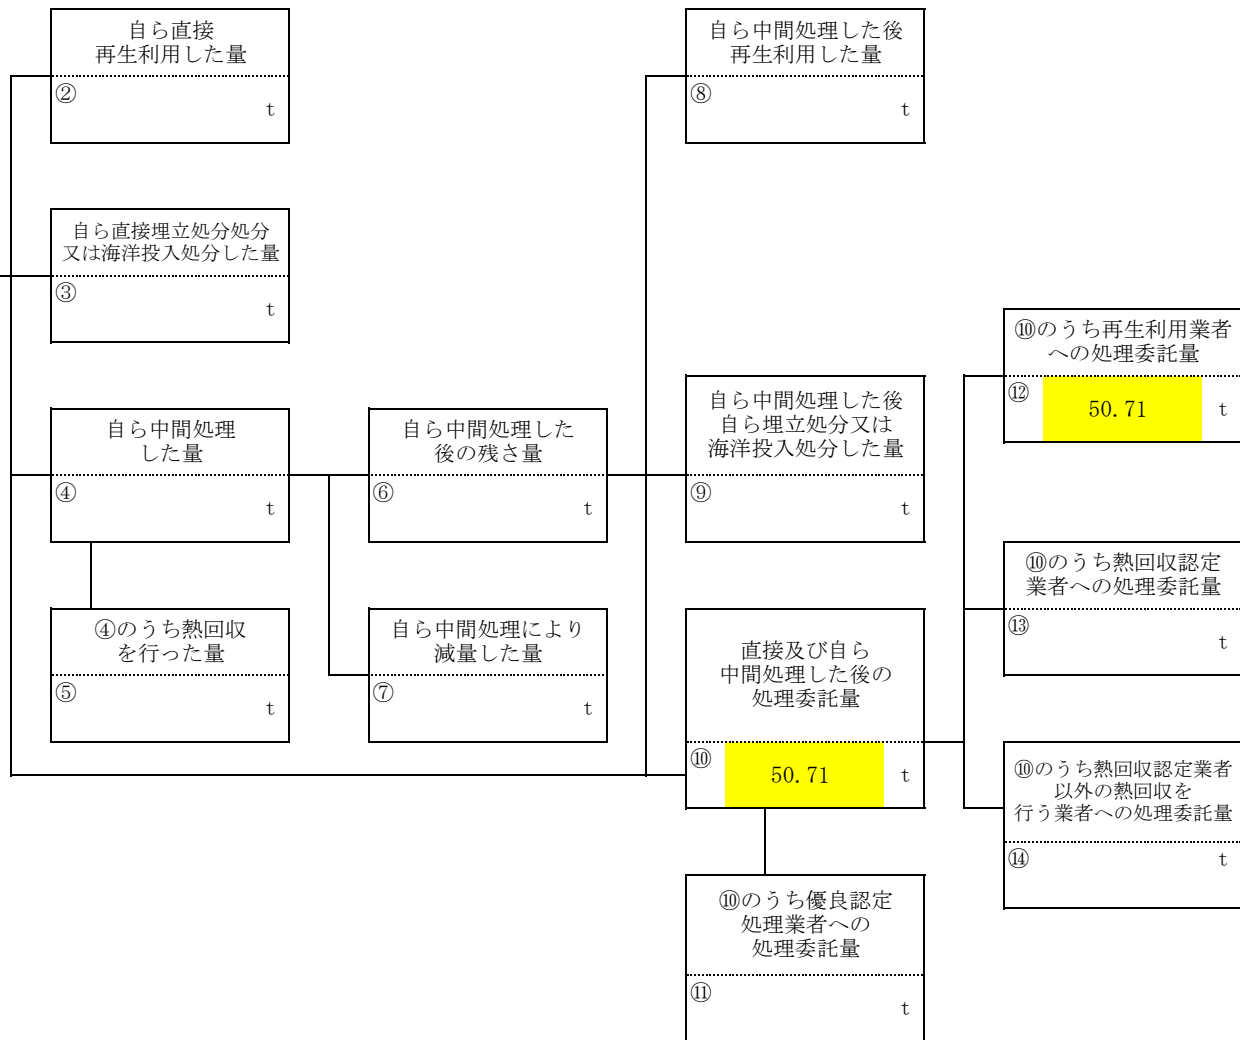 自ら直接
再生利用した量
② t
自ら中間処理した後
再生利用した量
⑧ t
自ら直接埋立処分処分
又は海洋投入処分した量
③ t
⑩のうち再生利用業者
への処理委託量
⑫ 50.71 t
自ら中間処理した後
自ら埋立処分又は
海洋投入処分した量
⑨ t
自ら中間処理
した量
④ t
自ら中間処理した
後の残さ量
⑥ t
⑩のうち熱回収認定
業者への処理委託量
⑬ t
④のうち熱回収
を行った量
⑤ t
自ら中間処理により
減量した量
⑦ t
直接及び自ら
中間処理した後の
処理委託量
⑩ 50.71 t
⑩のうち熱回収認定業者
以外の熱回収を
行う業者への処理委託量
⑭ t
⑩のうち優良認定
処理業者への
処理委託量
⑪ t